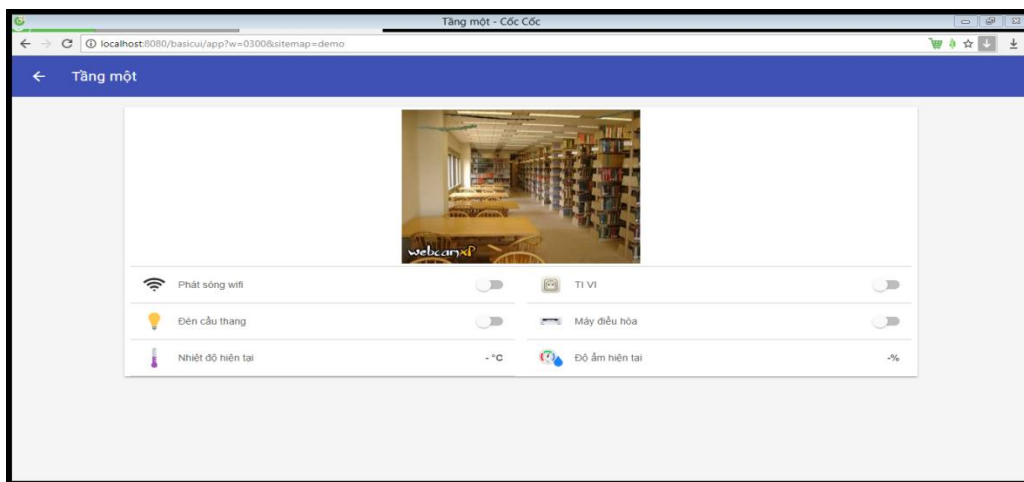 Tầng một - Cốc Cốc
localhost:8080/basicui/app?w=0300&sitemap=demo
Tầng một
webcamXP
Phát sóng wifi
TI VI
Đèn cầu thang
Máy điều hòa
Nhiệt độ hiện tại
- °C
Độ ẩm hiện tại
-%